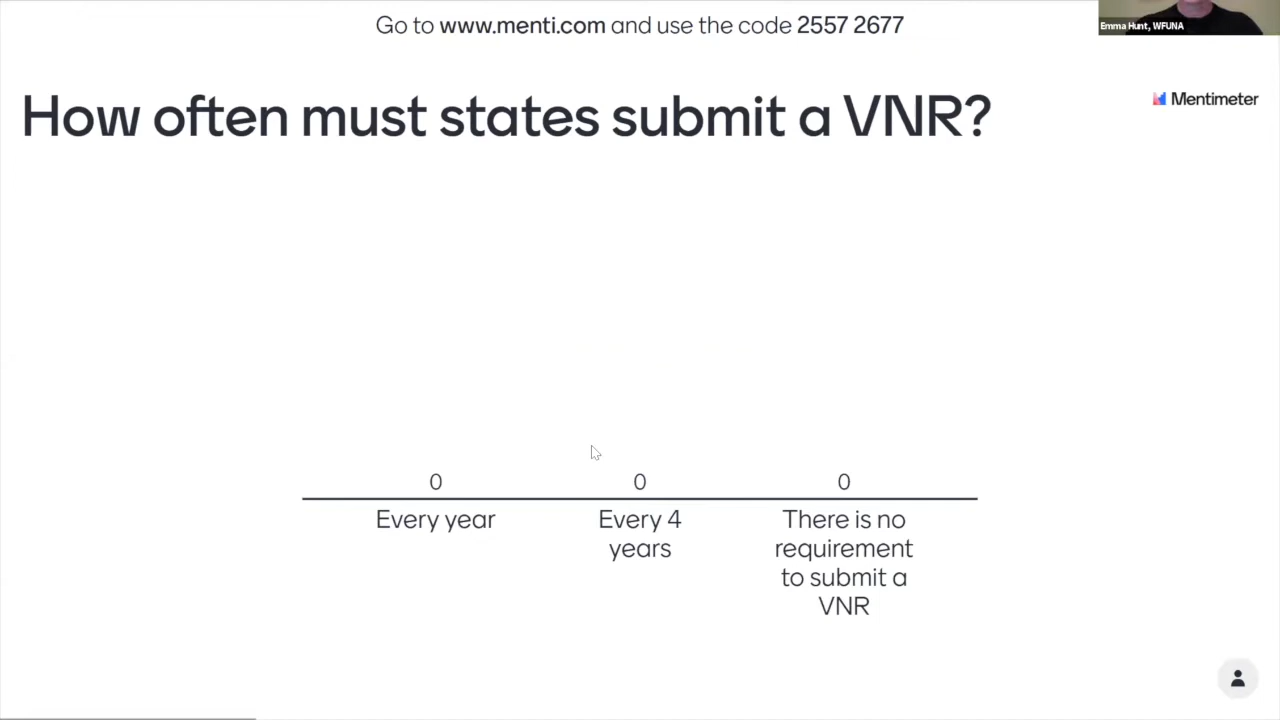 Go to www.menti.com and use the code 2557 2677
Emma Hunt, WFUNA
How often must states submit a VNR?
Mentimeter
0
0
0
Every year
Every 4
years
There is no
requirement
to submit a
VNR